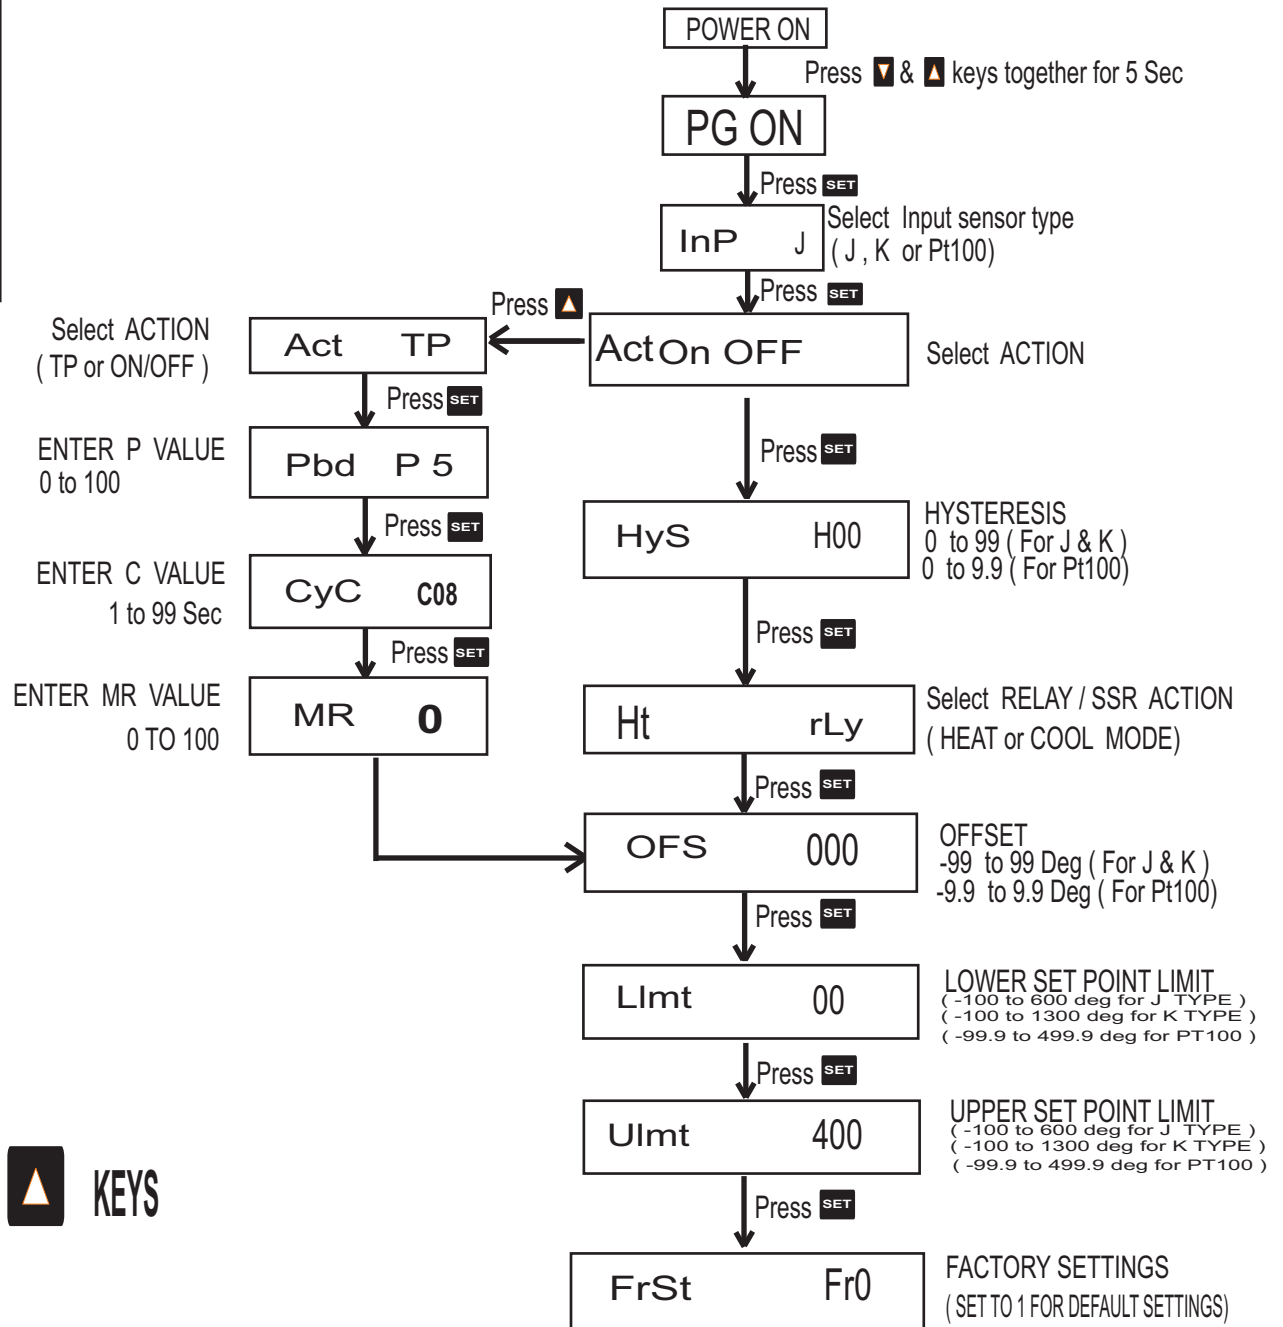 POWER ON
Press & keys together for 5 Sec
PG ON
Press SET
InP J
Select Input sensor type
( J , K or Pt100)
Press SET
Press
Select ACTION
( TP or ON/OFF )
Act TP
Act On OFF
Select ACTION
Press SET
ENTER P VALUE
0 to 100
Pbd P 5
Press SET
Press SET
ENTER C VALUE
1 to 99 Sec
CyC C08
HyS H00
HYSTERESIS
0 to 99 ( For J & K )
0 to 9.9 ( For Pt100)
Press SET
Press SET
ENTER MR VALUE
0 TO 100
MR 0
Ht rLy
Select RELAY / SSR ACTION
( HEAT or COOL MODE)
Press SET
OFS 000
OFFSET
-99 to 99 Deg ( For J & K )
-9.9 to 9.9 Deg ( For Pt100)
Press SET
LImt 00
LOWER SET POINT LIMIT
( -100 to 600 deg for J TYPE )
( -100 to 1300 deg for K TYPE )
( -99.9 to 499.9 deg for PT100 )
Press SET
UImt 400
UPPER SET POINT LIMIT
( -100 to 600 deg for J TYPE )
( -100 to 1300 deg for K TYPE )
( -99.9 to 499.9 deg for PT100 )
KEYS
Press SET
FrSt Fr0
FACTORY SETTINGS
( SET TO 1 FOR DEFAULT SETTINGS)